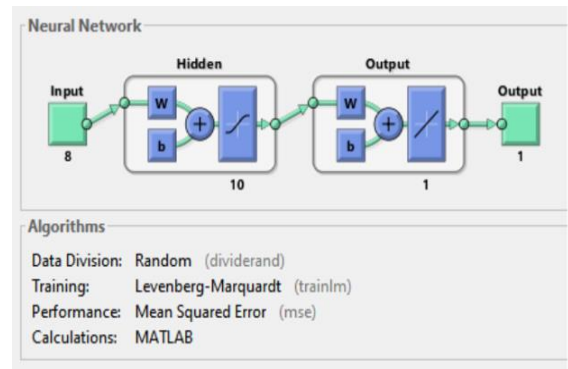 Neural Network
Hidden
Output
Input
Output
W
b
+
W
b
+
8
10
1
1
Algorithms
Data Division: Random (dividerand)
Training: Levenberg-Marquardt (trainlm)
Performance: Mean Squared Error (mse)
Calculations: MATLAB